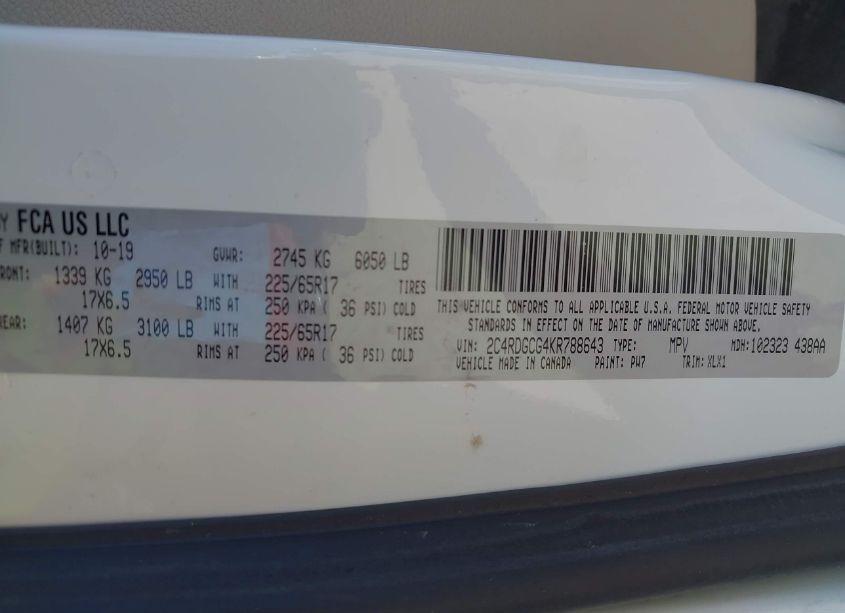 BY FCA US LLC
OF MFR(BUILT): 10-19 GVWR: 2745 KG 6050 LB
FRONT: 1339 KG 2950 LB WITH 225/65R17 TIRES
17X6.5 RIMS AT 250 KPA ( 36 PSI) COLD
REAR: 1407 KG 3100 LB WITH 225/65R17 TIRES
17X6.5 RIMS AT 250 KPA ( 36 PSI) COLD
THIS VEHICLE CONFORMS TO ALL APPLICABLE U.S.A. FEDERAL MOTOR VEHICLE SAFETY
STANDARDS IN EFFECT ON THE DATE OF MANUFACTURE SHOWN ABOVE.
VIN: 2C4RDGCG4KR788643 TYPE: MPV MDH:102323 438AA
VEHICLE MADE IN CANADA PAINT: PW7 TRIM: XLX1